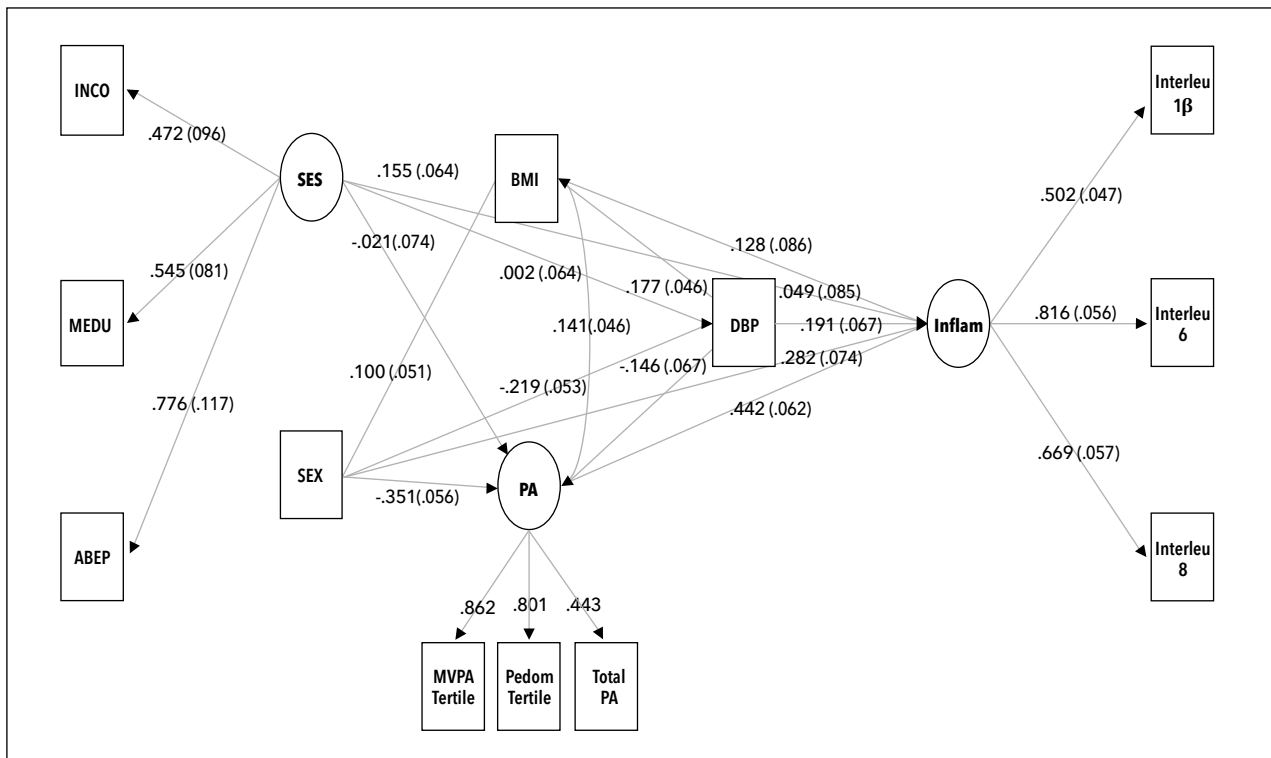 INCO
Interleu
1β
.472 (096)
SES
.155 (.064)
BMI
.502 (.047)
-.021(.074)
.128 (.086)
.002 (.064)
.545 (081)
.177 (.046)
.049 (.085)
MEDU
.141(.046)
DBP
.191 (.067)
Inflam
.816 (.056)
Interleu
6
.100 (.051)
-.219 (.053)
-.146 (.067)
.282 (.074)
.776 (.117)
.442 (.062)
SEX
-.351(.056)
PA
.669 (.057)
ABEP
Interleu
8
.862
.801
.443
MVPA
Tertile
Pedom
Tertile
Total
PA